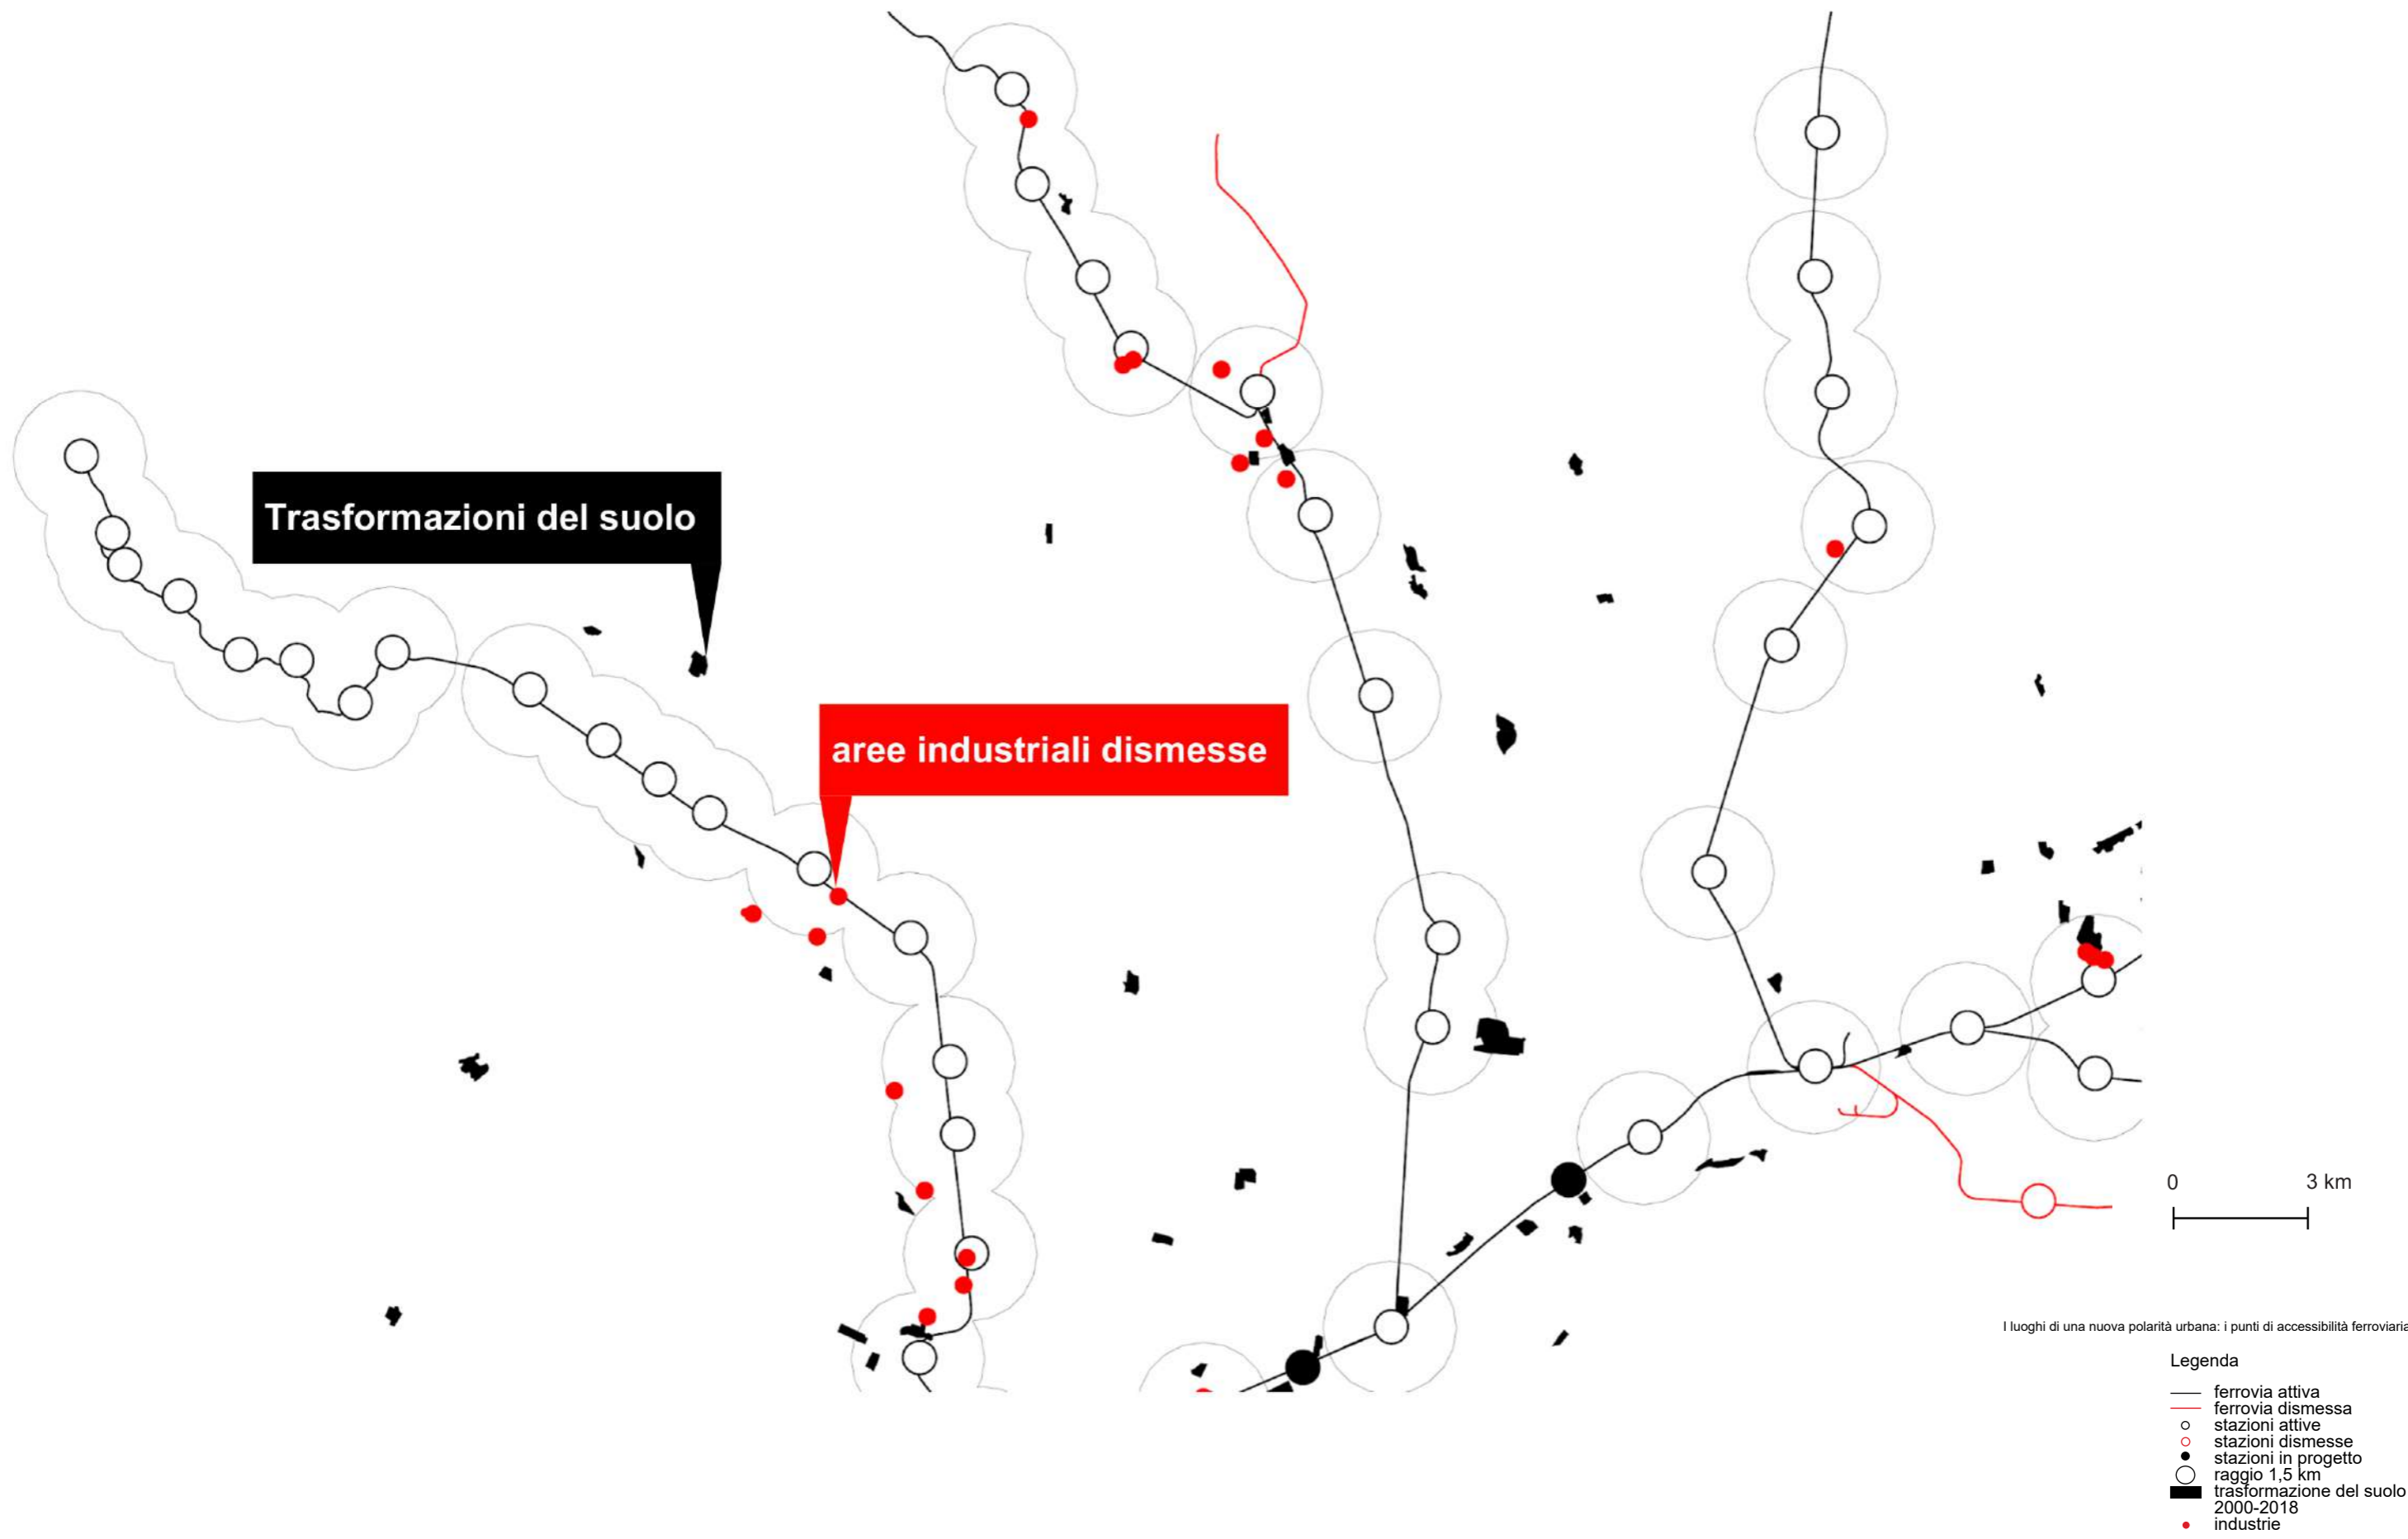 Trasformazioni del suolo
aree industriali dismesse
0 3 km
I luoghi di una nuova polarità urbana: i punti di accessibilità ferroviaria
Legenda
ferrovia attiva
ferrovia dismessa
stazioni attive
stazioni dismesse
stazioni in progetto
raggio 1,5 km
trasformazione del suolo
2000-2018
industrie